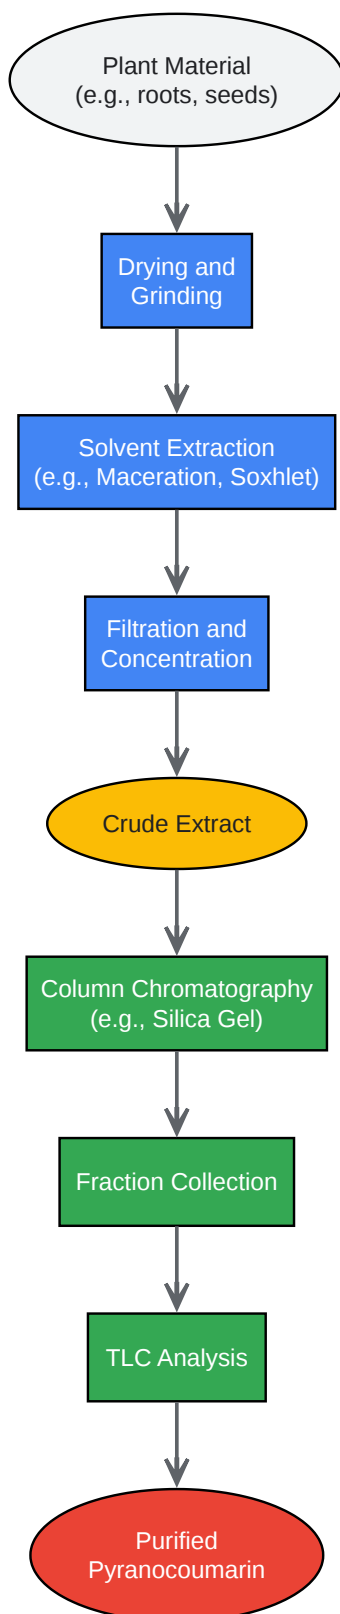 Plant Material
(e.g., roots, seeds)
Drying and
Grinding
Solvent Extraction
(e.g., Maceration, Soxhlet)
Filtration and
Concentration
Crude Extract
Column Chromatography
(e.g., Silica Gel)
Fraction Collection
TLC Analysis
Purified
Pyranocoumarin